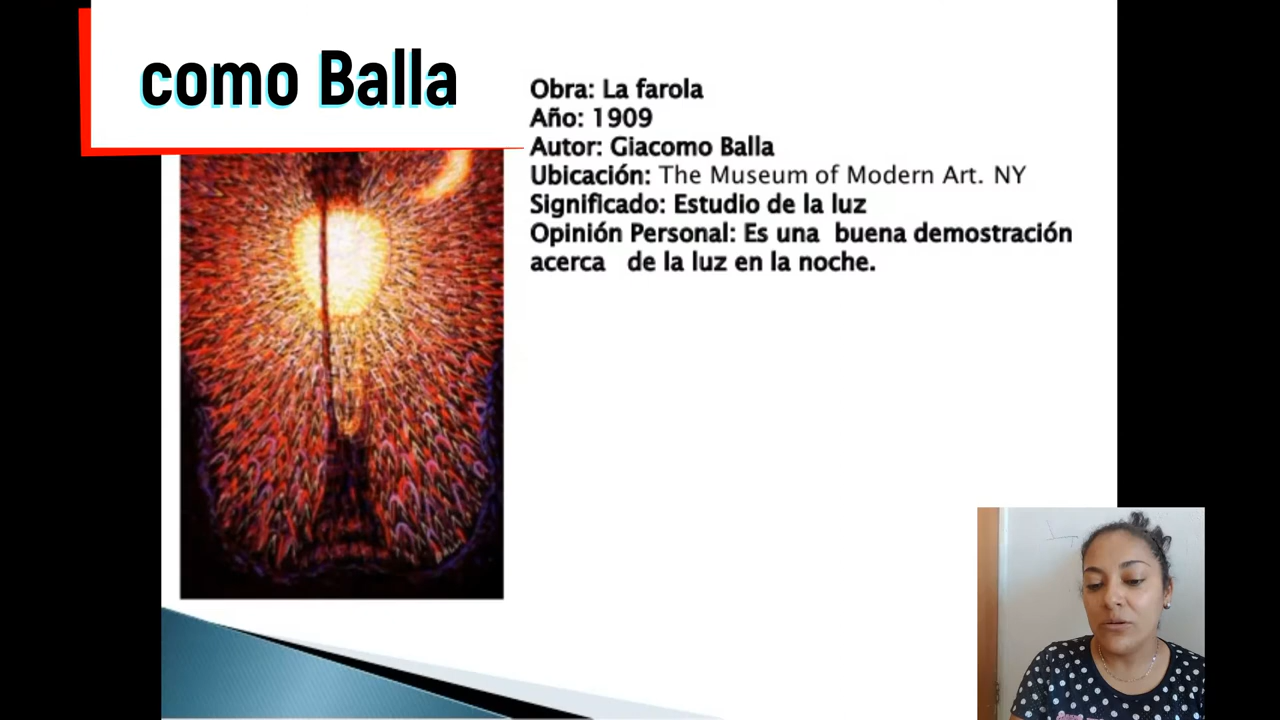 como Balla
Obra: La farola
Año: 1909
Autor: Giacomo Balla
Ubicación: The Museum of Modern Art. NY
Significado: Estudio de la luz
Opinión Personal: Es una buena demostración
acerca de la luz en la noche.